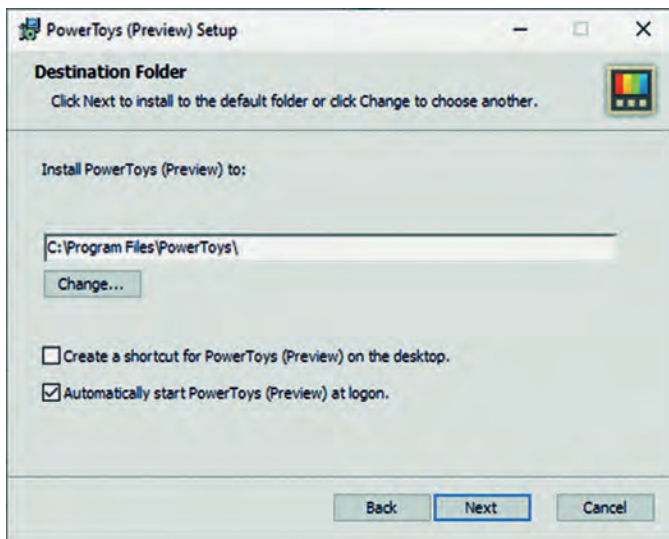 PowerToys (Preview) Setup
Destination Folder
Click Next to install to the default folder or click Change to choose another.
Install PowerToys (Preview) to:
C:\Program Files\PowerToys\
Change...
Create a shortcut for PowerToys (Preview) on the desktop.
Automatically start PowerToys (Preview) at logon.
Back Next Cancel